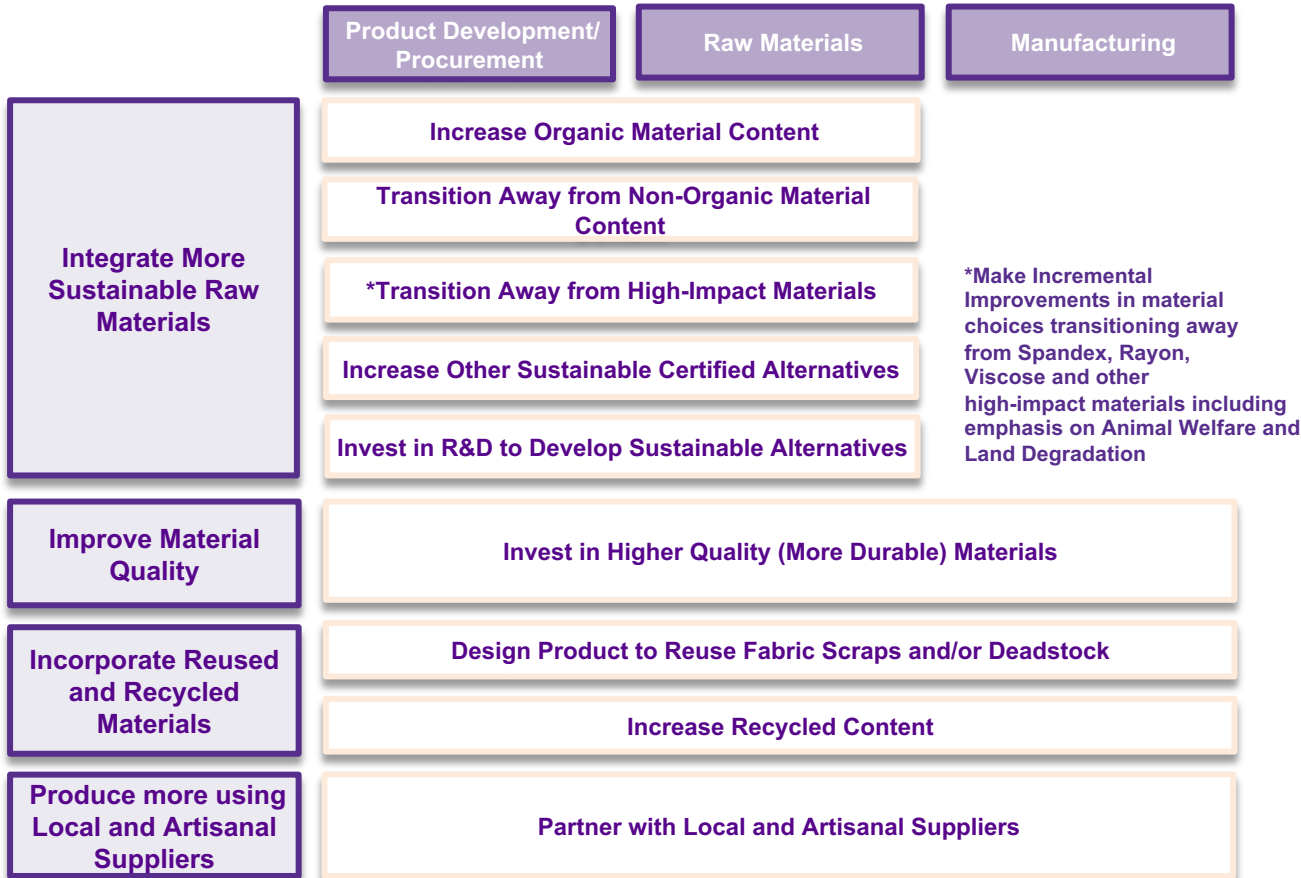 Product Development/
Procurement
Raw Materials
Manufacturing
Integrate More
Sustainable Raw
Materials
Increase Organic Material Content
Transition Away from Non-Organic Material
Content
*Transition Away from High-Impact Materials
Increase Other Sustainable Certified Alternatives
Invest in R&D to Develop Sustainable Alternatives
*Make Incremental
Improvements in material
choices transitioning away
from Spandex, Rayon,
Viscose and other
high-impact materials including
emphasis on Animal Welfare and
Land Degradation
Improve Material
Quality
Invest in Higher Quality (More Durable) Materials
Incorporate Reused
and Recycled
Materials
Design Product to Reuse Fabric Scraps and/or Deadstock
Increase Recycled Content
Produce more using
Local and Artisanal
Suppliers
Partner with Local and Artisanal Suppliers